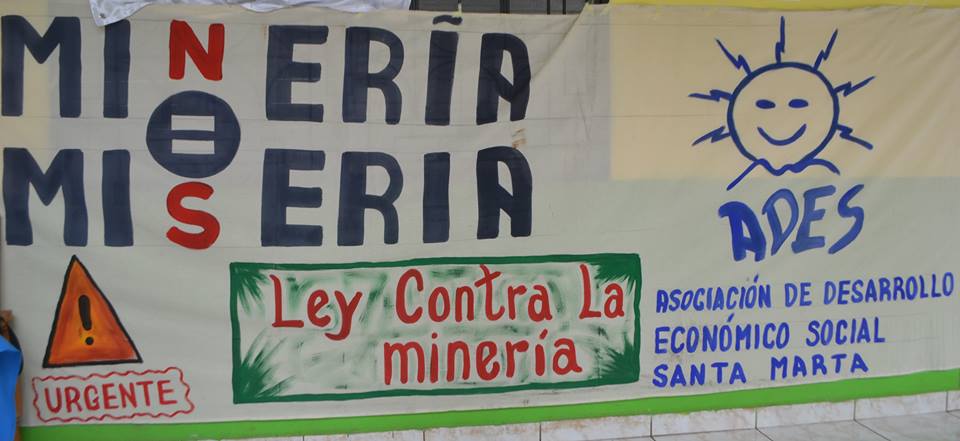 MINERÍA
=
MISERIA
URGENTE
Ley Contra La
minería
ADES
ASOCIACIÓN DE DESARROLLO
ECONÓMICO SOCIAL
SANTA MARTA